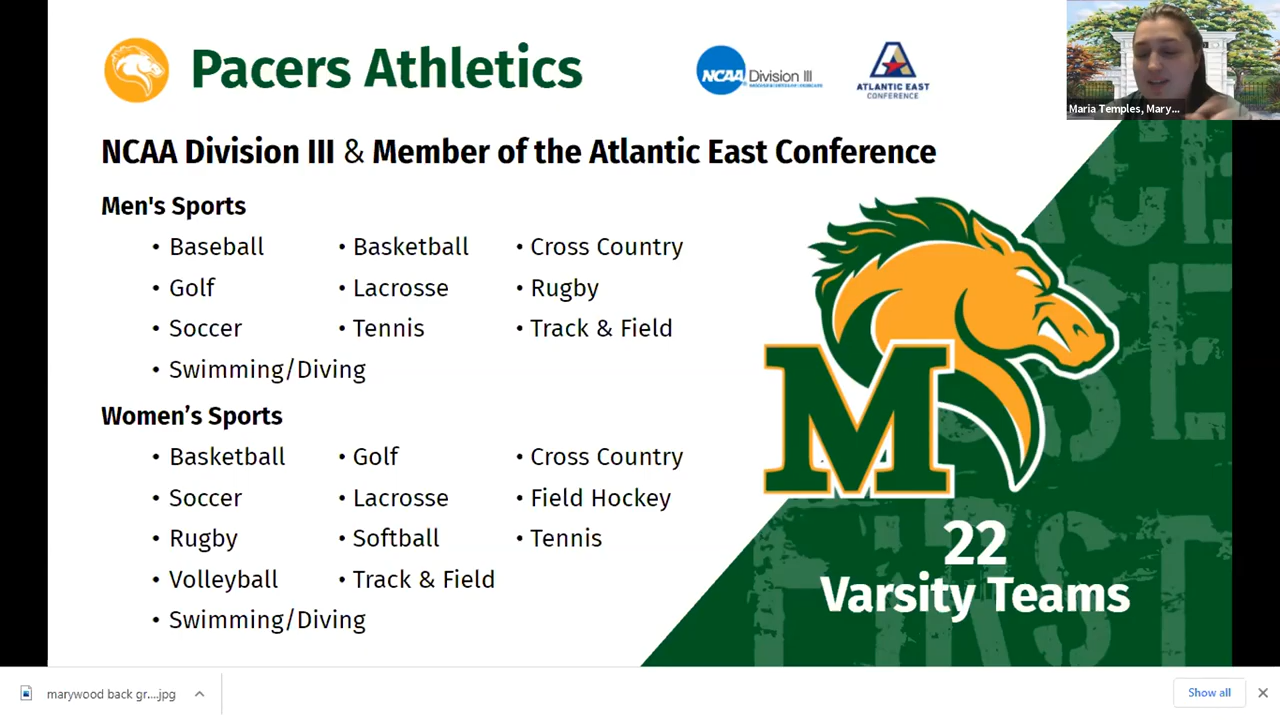 Pacers Athletics
NCAA Division III
ATLANTIC EAST
CONFERENCE
Maria Temples, Mary...
NCAA Division III & Member of the Atlantic East Conference
Men's Sports
• Baseball • Basketball • Cross Country
• Golf • Lacrosse • Rugby
• Soccer • Tennis • Track & Field
• Swimming/Diving
Women’s Sports
• Basketball • Golf • Cross Country
• Soccer • Lacrosse • Field Hockey
• Rugby • Softball • Tennis
• Volleyball • Track & Field
• Swimming/Diving
M
22
Varsity Teams
marywood back gr....jpg
Show all